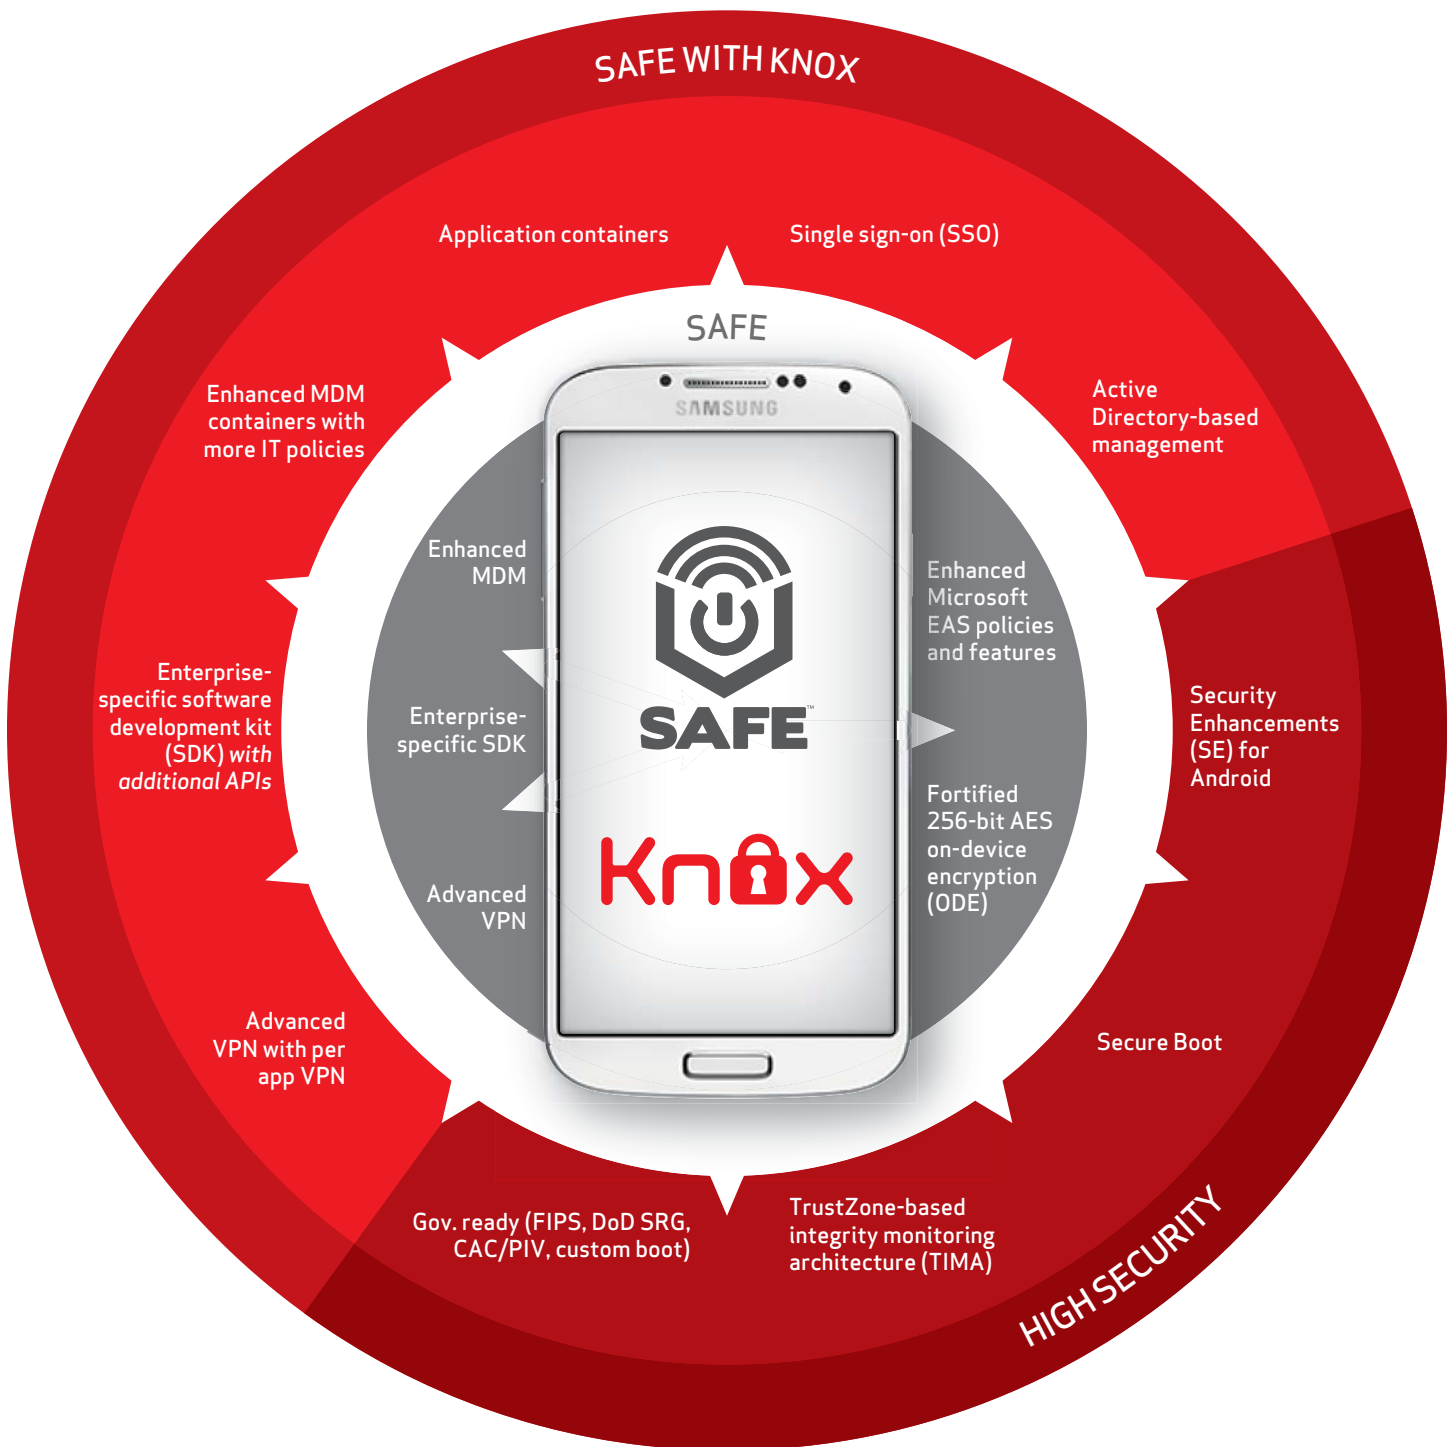 SAFE WITH KNOX
Application containers
Single sign-on (SSO)
SAFE
SAMSUNG
Enhanced MDM
containers with
more IT policies
Active
Directory-based
management
Enhanced
MDM
Enhanced
Microsoft
EAS policies
and features
Enterprise-
specific software
development kit
(SDK) with
additional APIs
Enterprise-
specific SDK
SAFE™
Security
Enhancements
(SE) for
Android
Fortified
256-bit AES
on-device
encryption
(ODE)
Knox
Advanced
VPN
Advanced
VPN with per
app VPN
Secure Boot
Gov. ready (FIPS, DoD SRG,
CAC/PIV, custom boot)
TrustZone-based
integrity monitoring
architecture (TIMA)
HIGH SECURITY